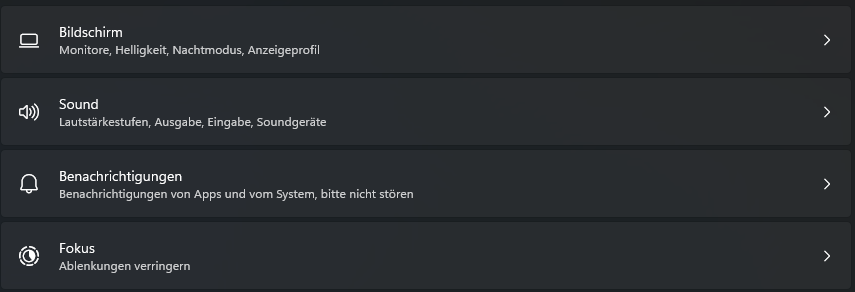 Bildschirm
Monitore, Helligkeit, Nachtmodus, Anzeigeprofil
Sound
Lautstärkestufen, Ausgabe, Eingabe, Soundgeräte
Benachrichtigungen
Benachrichtigungen von Apps und vom System, bitte nicht stören
Fokus
Ablenkungen verringern